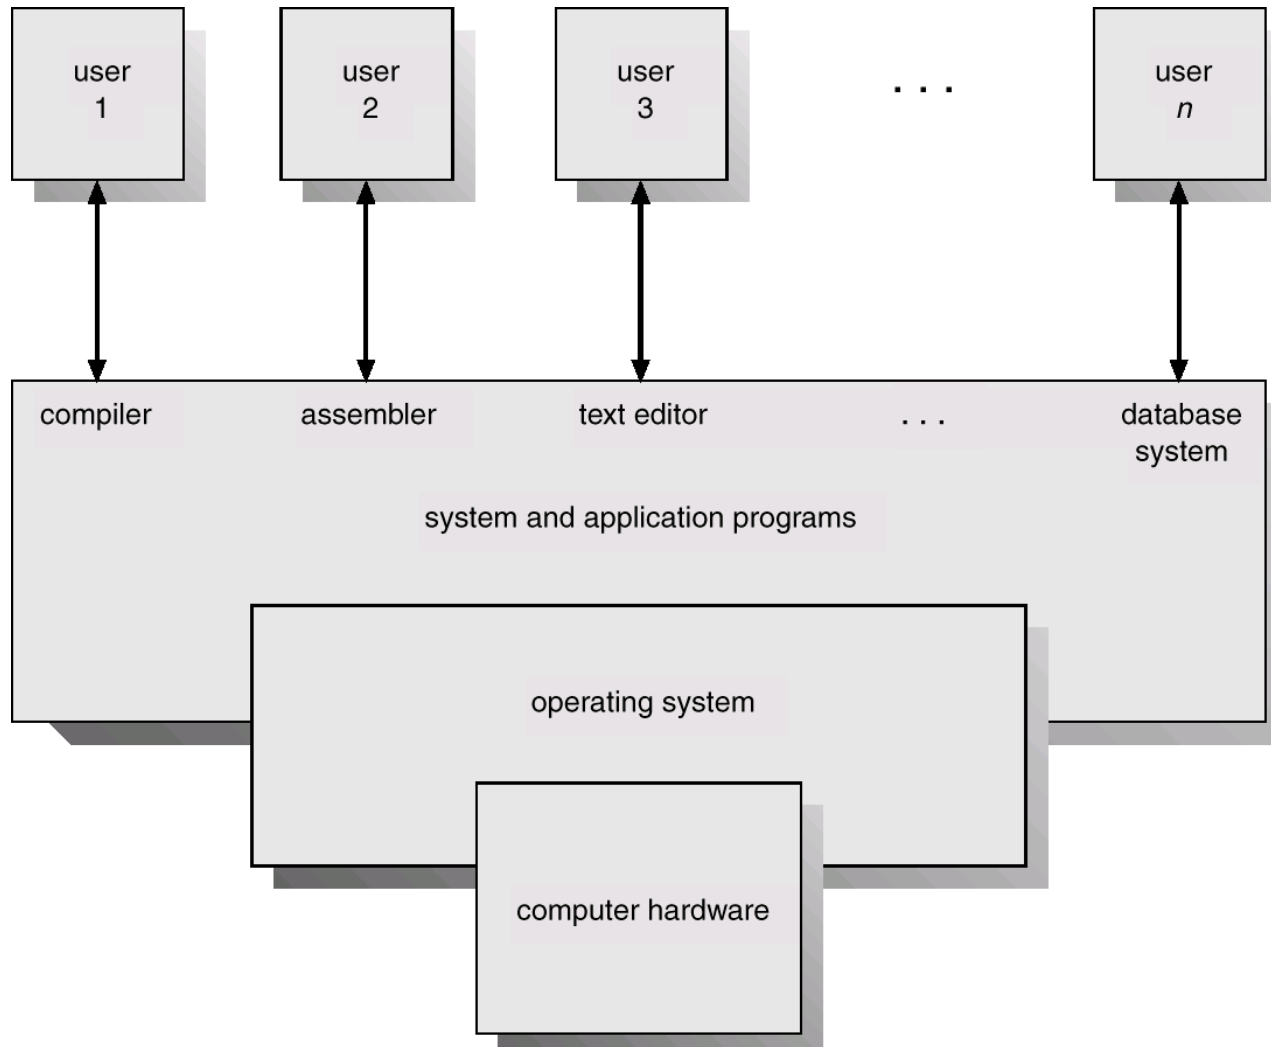 user
1
user
2
user
3
. . .
user
n
compiler
assembler
text editor
. . .
database
system
system and application programs
operating system
computer hardware